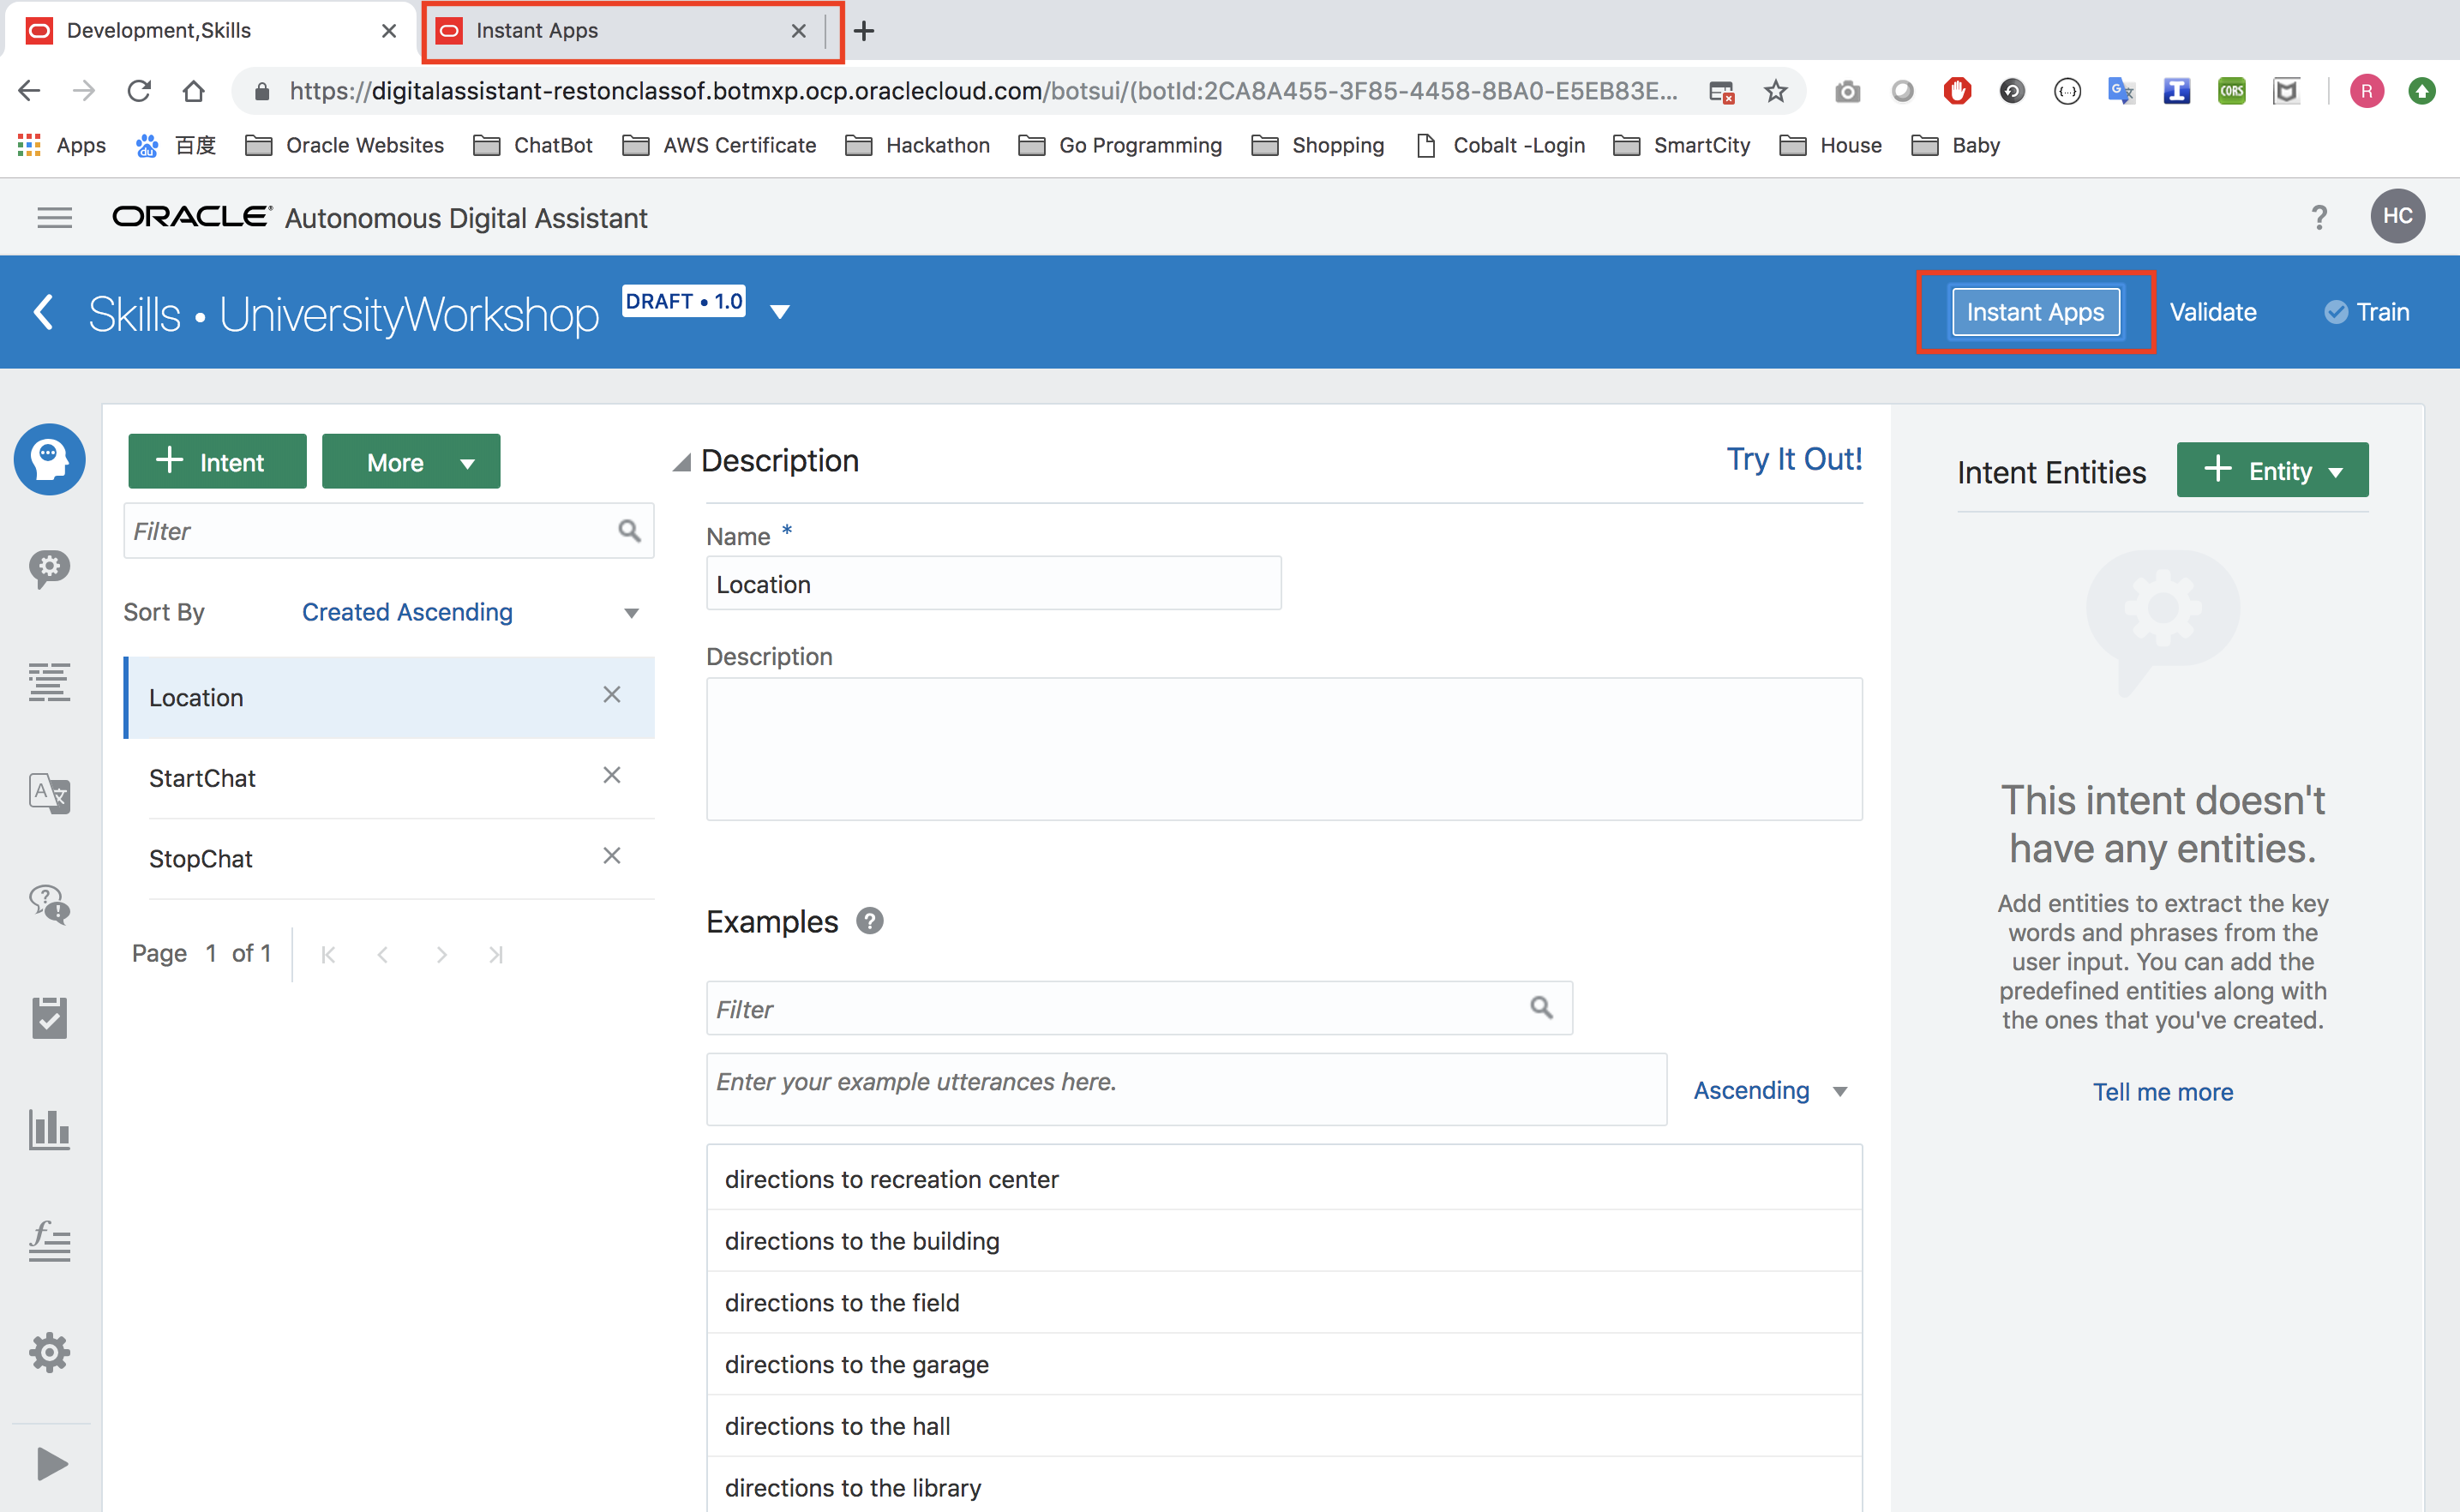 Development,Skills
Instant Apps
https://digitalassistant-restonclassof.botmxp.ocp.oraclecloud.com/botsui/(botId:2CA8A455-3F85-4458-8BA0-E5EB83E...
CORS
R
Apps
百度
Oracle Websites
ChatBot
AWS Certificate
Hackathon
Go Programming
Shopping
Cobalt -Login
SmartCity
House
Baby
ORACLE® Autonomous Digital Assistant
?
HC
Skills • UniversityWorkshop
DRAFT • 1.0
Instant Apps
Validate
Train
+ Intent
More
Filter
Sort By
Created Ascending
Location
StartChat
StopChat
Page 1 of 1
Description
Try It Out!
Name *
Location
Description
Examples ?
Filter
Enter your example utterances here.
Ascending
directions to recreation center
directions to the building
directions to the field
directions to the garage
directions to the hall
directions to the library
Intent Entities
+ Entity
This intent doesn't
have any entities.
Add entities to extract the key
words and phrases from the
user input. You can add the
predefined entities along with
the ones that you've created.
Tell me more